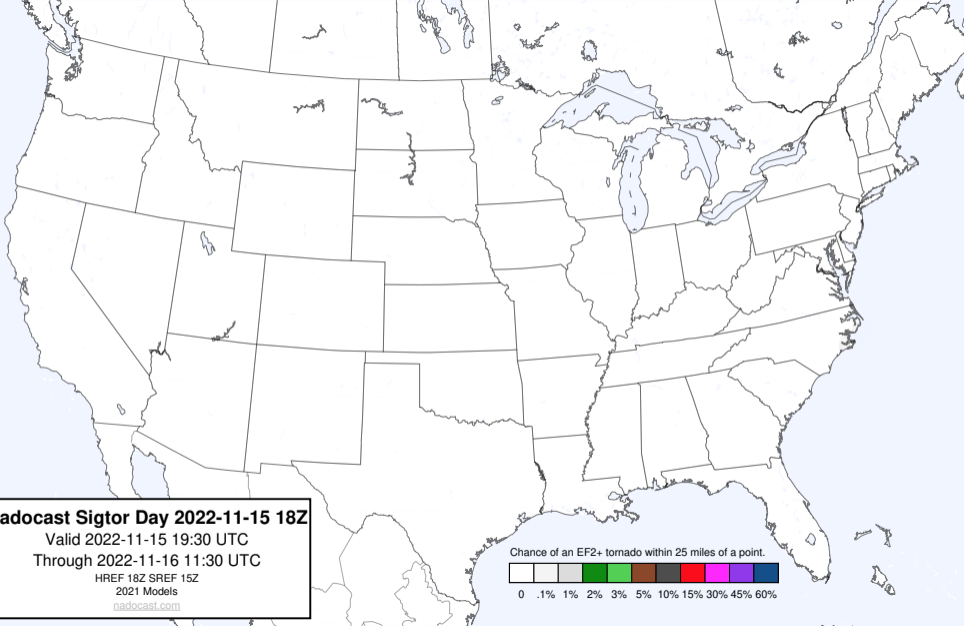 adocast Sigtor Day 2022-11-15 18Z
Valid 2022-11-15 19:30 UTC
Through 2022-11-16 11:30 UTC
HREF 18Z SREF 15Z
2021 Models
nadocast.com
Chance of an EF2+ tornado within 25 miles of a point.
0 .1% 1% 2% 3% 5% 10% 15% 30% 45% 60%